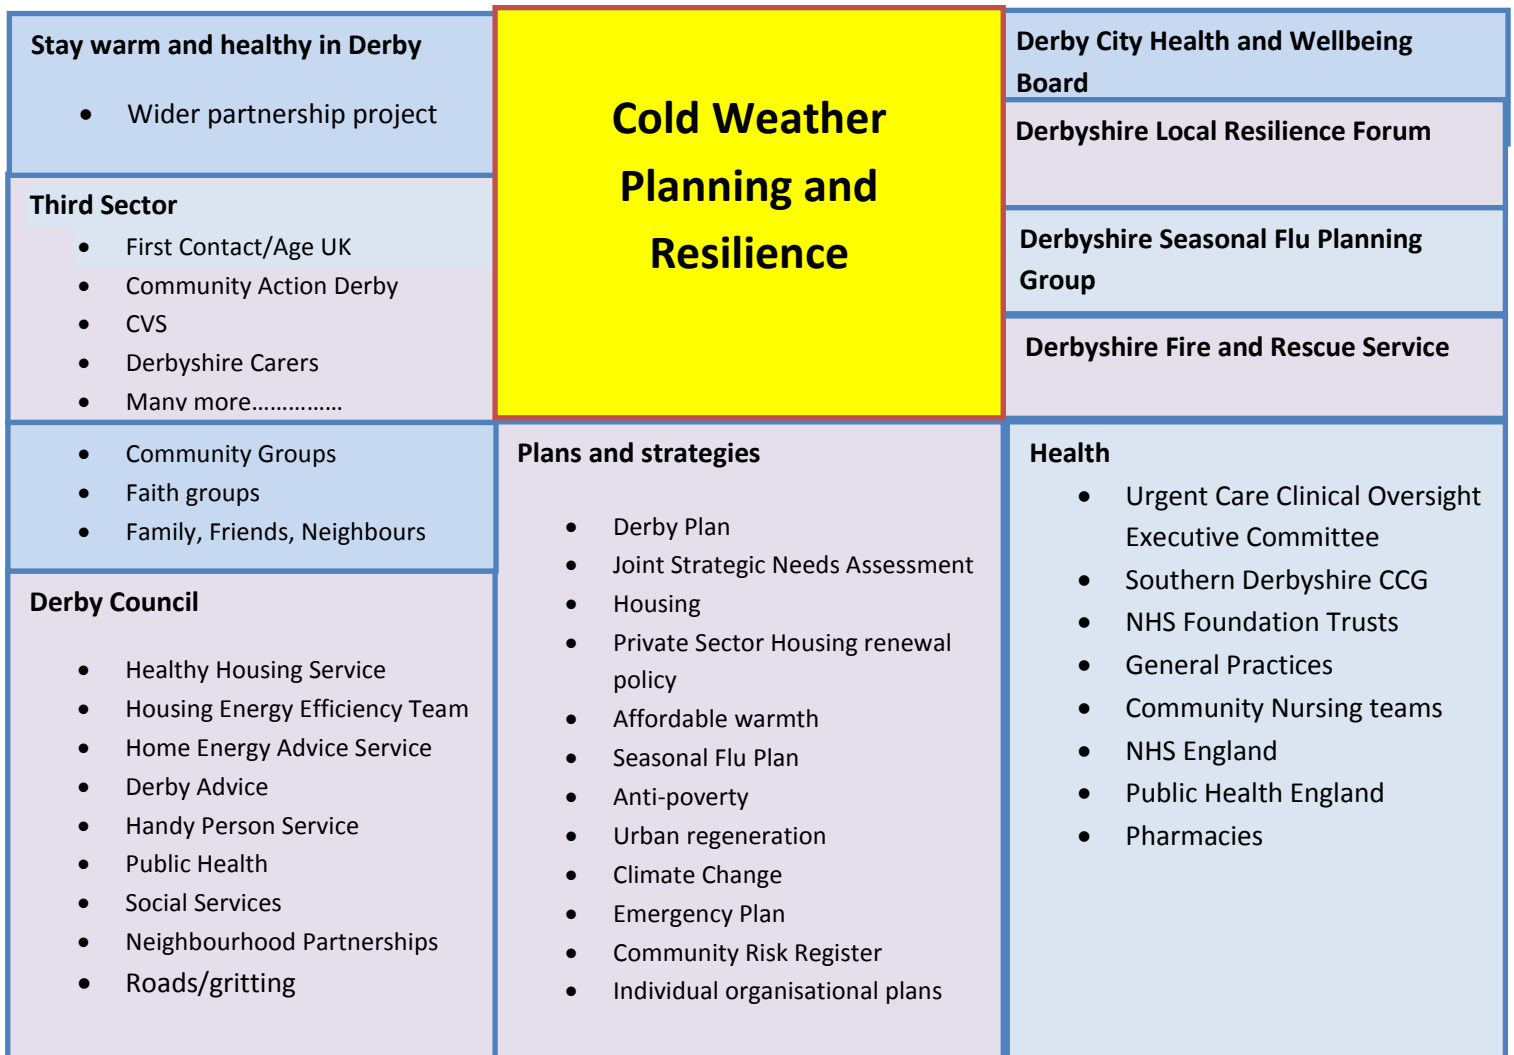 Stay warm and healthy in Derby
• Wider partnership project
Third Sector
• First Contact/Age UK
• Community Action Derby
• CVS
• Derbyshire Carers
• Many more……………
• Community Groups
• Faith groups
• Family, Friends, Neighbours
Derby Council
• Healthy Housing Service
• Housing Energy Efficiency Team
• Home Energy Advice Service
• Derby Advice
• Handy Person Service
• Public Health
• Social Services
• Neighbourhood Partnerships
• Roads/gritting
Cold Weather
Planning and
Resilience
Plans and strategies
• Derby Plan
• Joint Strategic Needs Assessment
• Housing
• Private Sector Housing renewal
policy
• Affordable warmth
• Seasonal Flu Plan
• Anti-poverty
• Urban regeneration
• Climate Change
• Emergency Plan
• Community Risk Register
• Individual organisational plans
Derby City Health and Wellbeing
Board
Derbyshire Local Resilience Forum
Derbyshire Seasonal Flu Planning
Group
Derbyshire Fire and Rescue Service
Health
• Urgent Care Clinical Oversight
Executive Committee
• Southern Derbyshire CCG
• NHS Foundation Trusts
• General Practices
• Community Nursing teams
• NHS England
• Public Health England
• Pharmacies